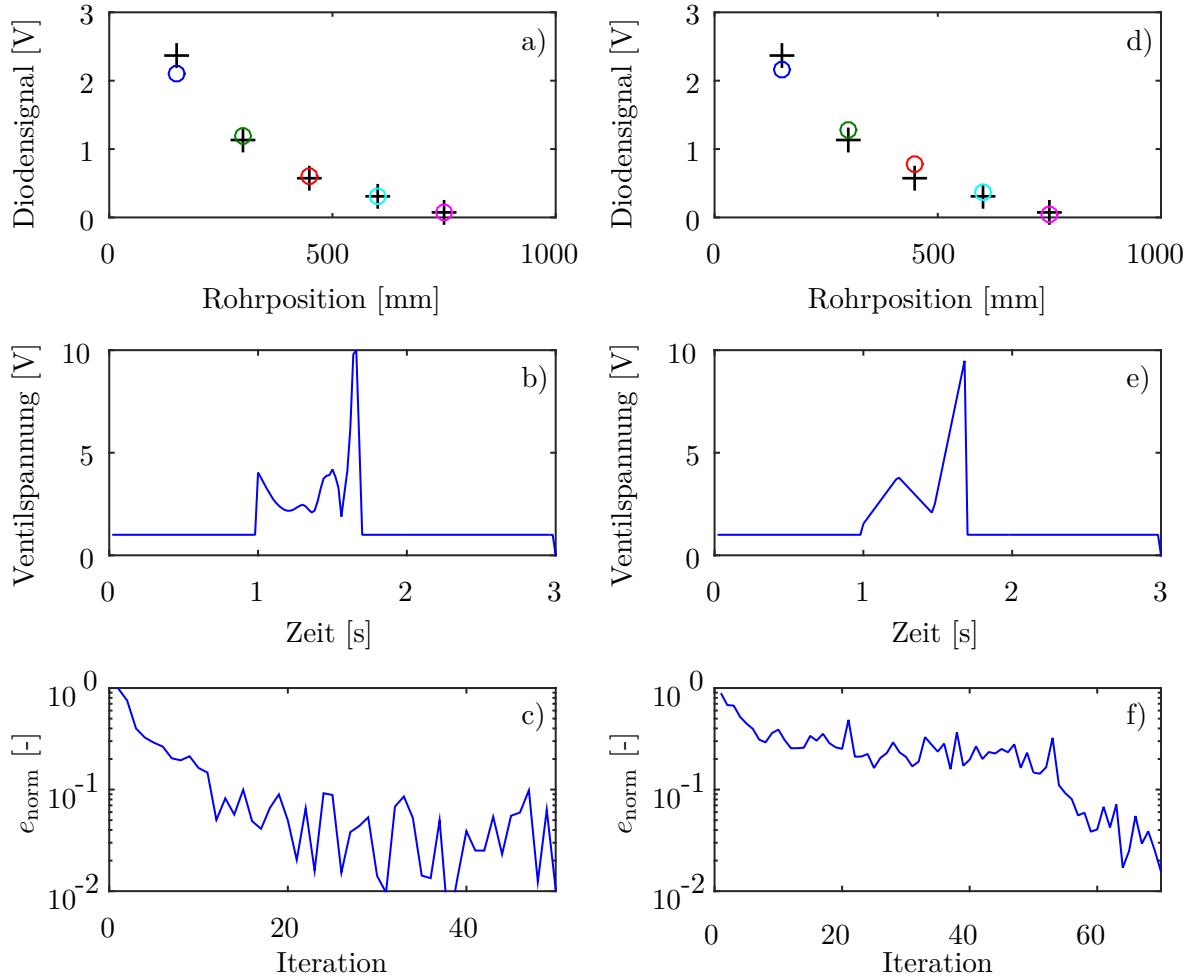 a)
Diodensignal [V]
3
2
1
0
0 500 1000
Rohrposition [mm]
d)
Diodensignal [V]
3
2
1
0
0 500 1000
Rohrposition [mm]
b)
Ventilspannung [V]
10
5
0
0 1 2 3
Zeit [s]
e)
Ventilspannung [V]
10
5
0
0 1 2 3
Zeit [s]
c)
e_norm [-]
10^0
10^-1
10^-2
0 20 40
Iteration
f)
e_norm [-]
10^0
10^-1
10^-2
0 20 40 60
Iteration